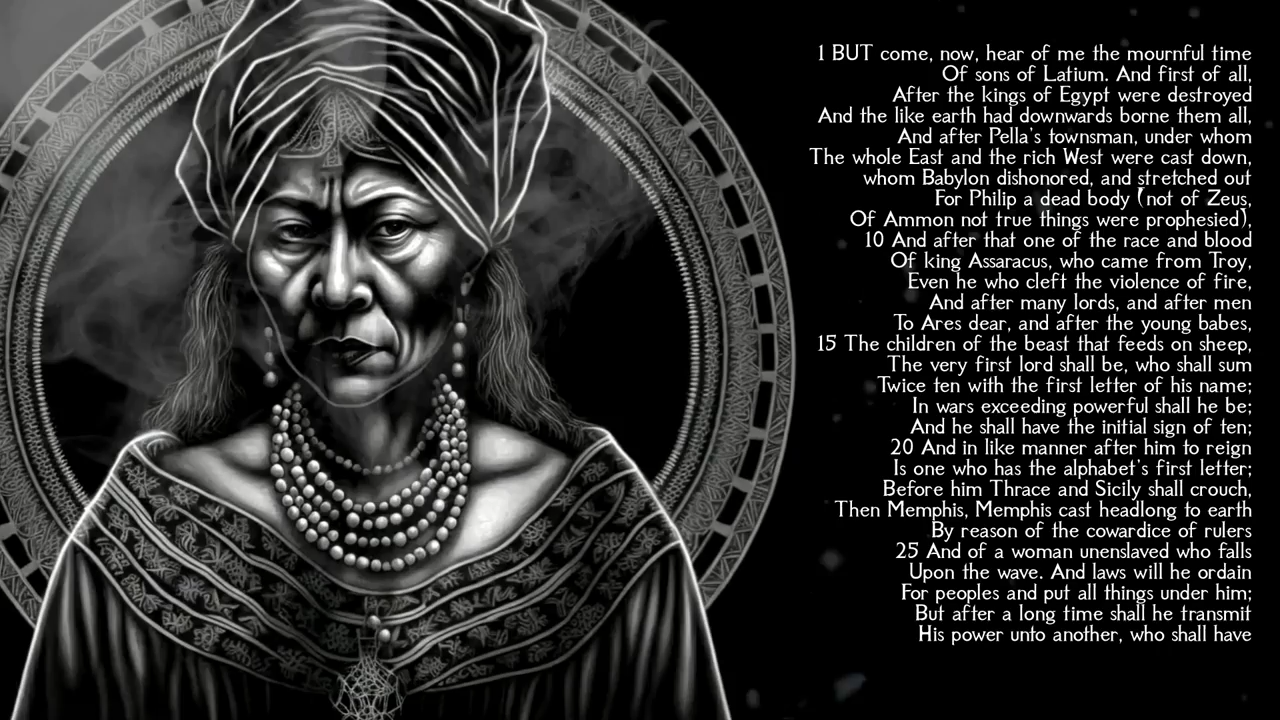 1 BUT come, now, hear of me the mournful time
Of sons of Latium. And first of all,
After the kings of Egypt were destroyed
And the like earth had downwards borne them all,
And after Pella's townsman, under whom
The whole East and the rich West were cast down,
whom Babylon dishonored, and stretched out
For Philip a dead body (not of Zeus,
Of Ammon not true things were prophesied),
10 And after that one of the race and blood
Of king Assaracus, who came from Troy,
Even he who cleft the violence of fire,
And after many lords, and after men
To Ares dear, and after the young babes,
15 The children of the beast that feeds on sheep,
The very first lord shall be, who shall sum
Twice ten with the first letter of his name;
In wars exceeding powerful shall he be;
And he shall have the initial sign of ten;
20 And in like manner after him to reign
Is one who has the alphabet's first letter;
Before him Thrace and Sicily shall crouch,
Then Memphis, Memphis cast headlong to earth
By reason of the cowardice of rulers
25 And of a woman unenslaved who falls
Upon the wave. And laws will he ordain
For peoples and put all things under him;
But after a long time shall he transmit
His power unto another, who shall have